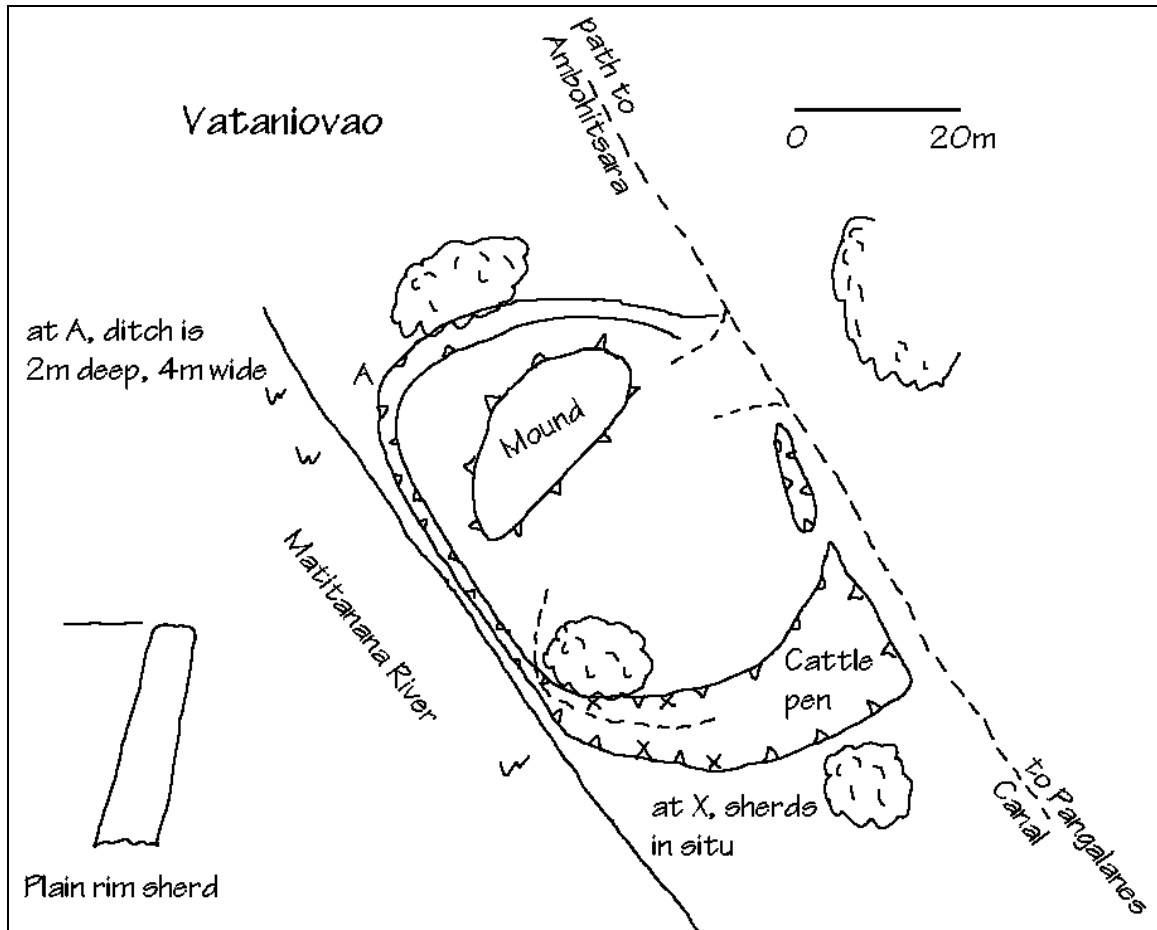 Vataniovao
path to
Ambohitsara
0 20m
at A, ditch is
2m deep, 4m wide
A
Mound
Matitanana River
Cattle
pen
X X
X X
at X, sherds
in situ
to Pangalanes
Canal
Plain rim sherd